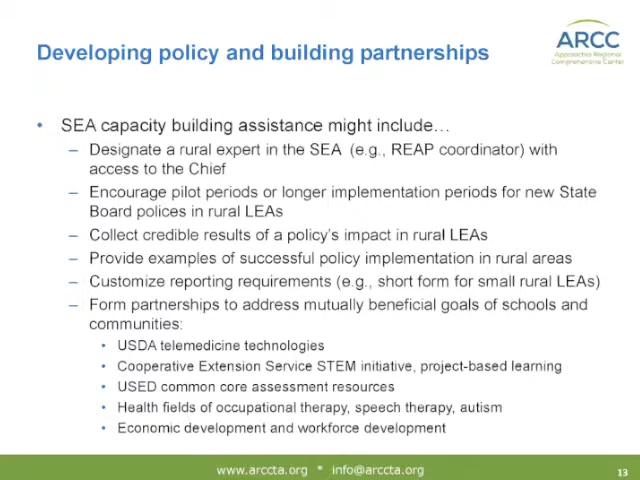 ARCC
Appalachia Regional
Comprehensive Center
Developing policy and building partnerships
• SEA capacity building assistance might include…
– Designate a rural expert in the SEA (e.g., REAP coordinator) with
access to the Chief
– Encourage pilot periods or longer implementation periods for new State
Board polices in rural LEAs
– Collect credible results of a policy's impact in rural LEAs
– Provide examples of successful policy implementation in rural areas
– Customize reporting requirements (e.g., short form for small rural LEAs)
– Form partnerships to address mutually beneficial goals of schools and
communities:
• USDA telemedicine technologies
• Cooperative Extension Service STEM initiative, project-based learning
• USED common core assessment resources
• Health fields of occupational therapy, speech therapy, autism
• Economic development and workforce development
www.arccta.org * info@arccta.org
13